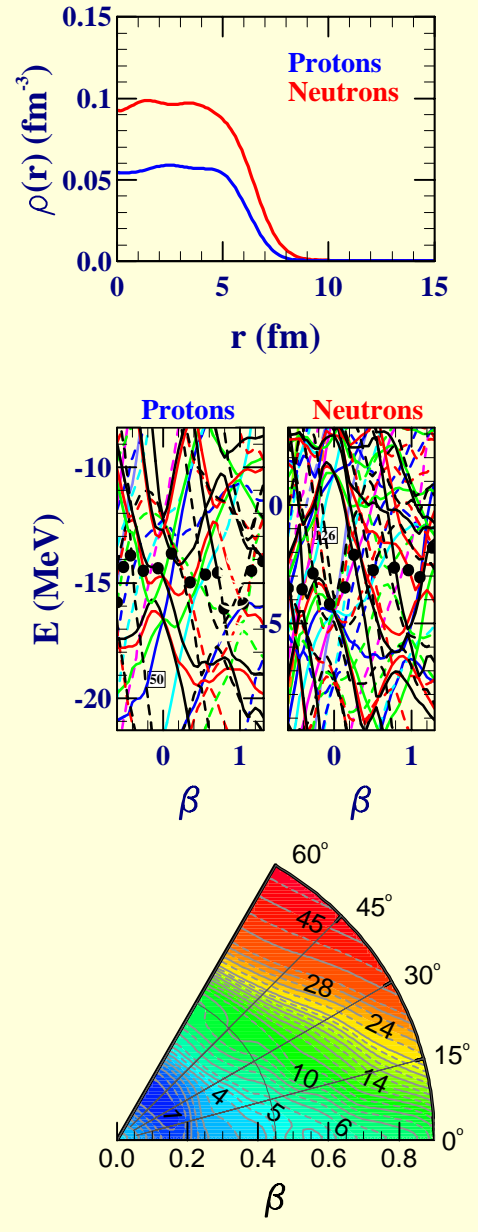 0.15
0.1
0.05
0.0
ρ(r) (fm⁻³)
Protons
Neutrons
0 5 10 15
r (fm)
Protons Neutrons
-10
-15
-20
E (MeV)
50
0
-5
126
0 1 0 1
β β
60°
45°
30°
15°
0°
45
28
24
14
10
4
5
6
1
0.0 0.2 0.4 0.6 0.8
β